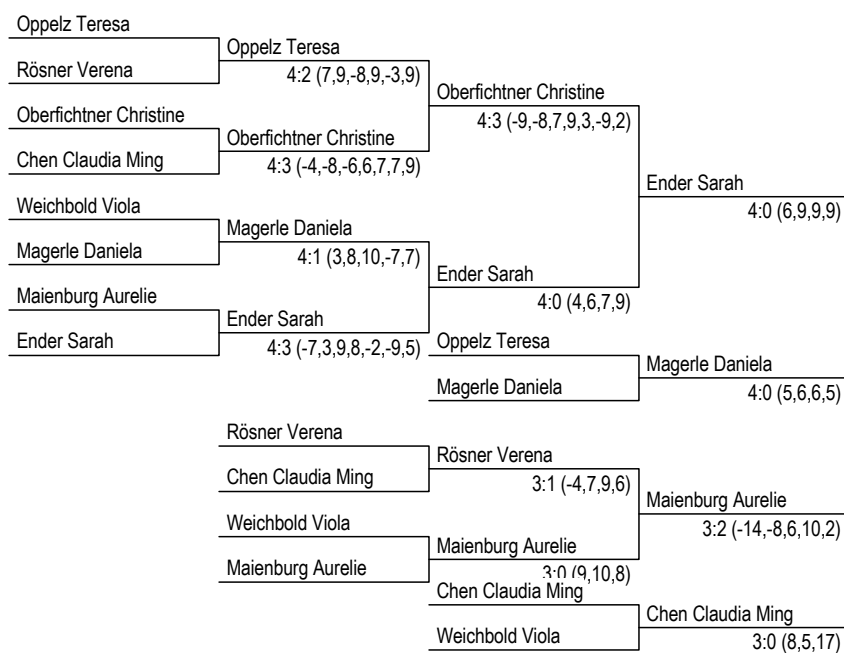 Oppelz Teresa
Oppelz Teresa
Rösner Verena
4:2 (7,9,-8,9,-3,9)
Oberfichtner Christine
Oberfichtner Christine
4:3 (-9,-8,7,9,3,-9,2)
Oberfichtner Christine
Chen Claudia Ming
4:3 (-4,-8,-6,6,7,7,9)
Ender Sarah
4:0 (6,9,9,9)
Weichbold Viola
Magerle Daniela
Magerle Daniela
4:1 (3,8,10,-7,7)
Ender Sarah
4:0 (4,6,7,9)
Maienburg Aurelie
Ender Sarah
Ender Sarah
4:3 (-7,3,9,8,-2,-9,5)
Oppelz Teresa
Magerle Daniela
Magerle Daniela
4:0 (5,6,6,5)
Rösner Verena
Rösner Verena
Chen Claudia Ming
3:1 (-4,7,9,6)
Maienburg Aurelie
3:2 (-14,-8,6,10,2)
Weichbold Viola
Maienburg Aurelie
Maienburg Aurelie
3:0 (9,10,8)
Chen Claudia Ming
Chen Claudia Ming
Weichbold Viola
3:0 (8,5,17)